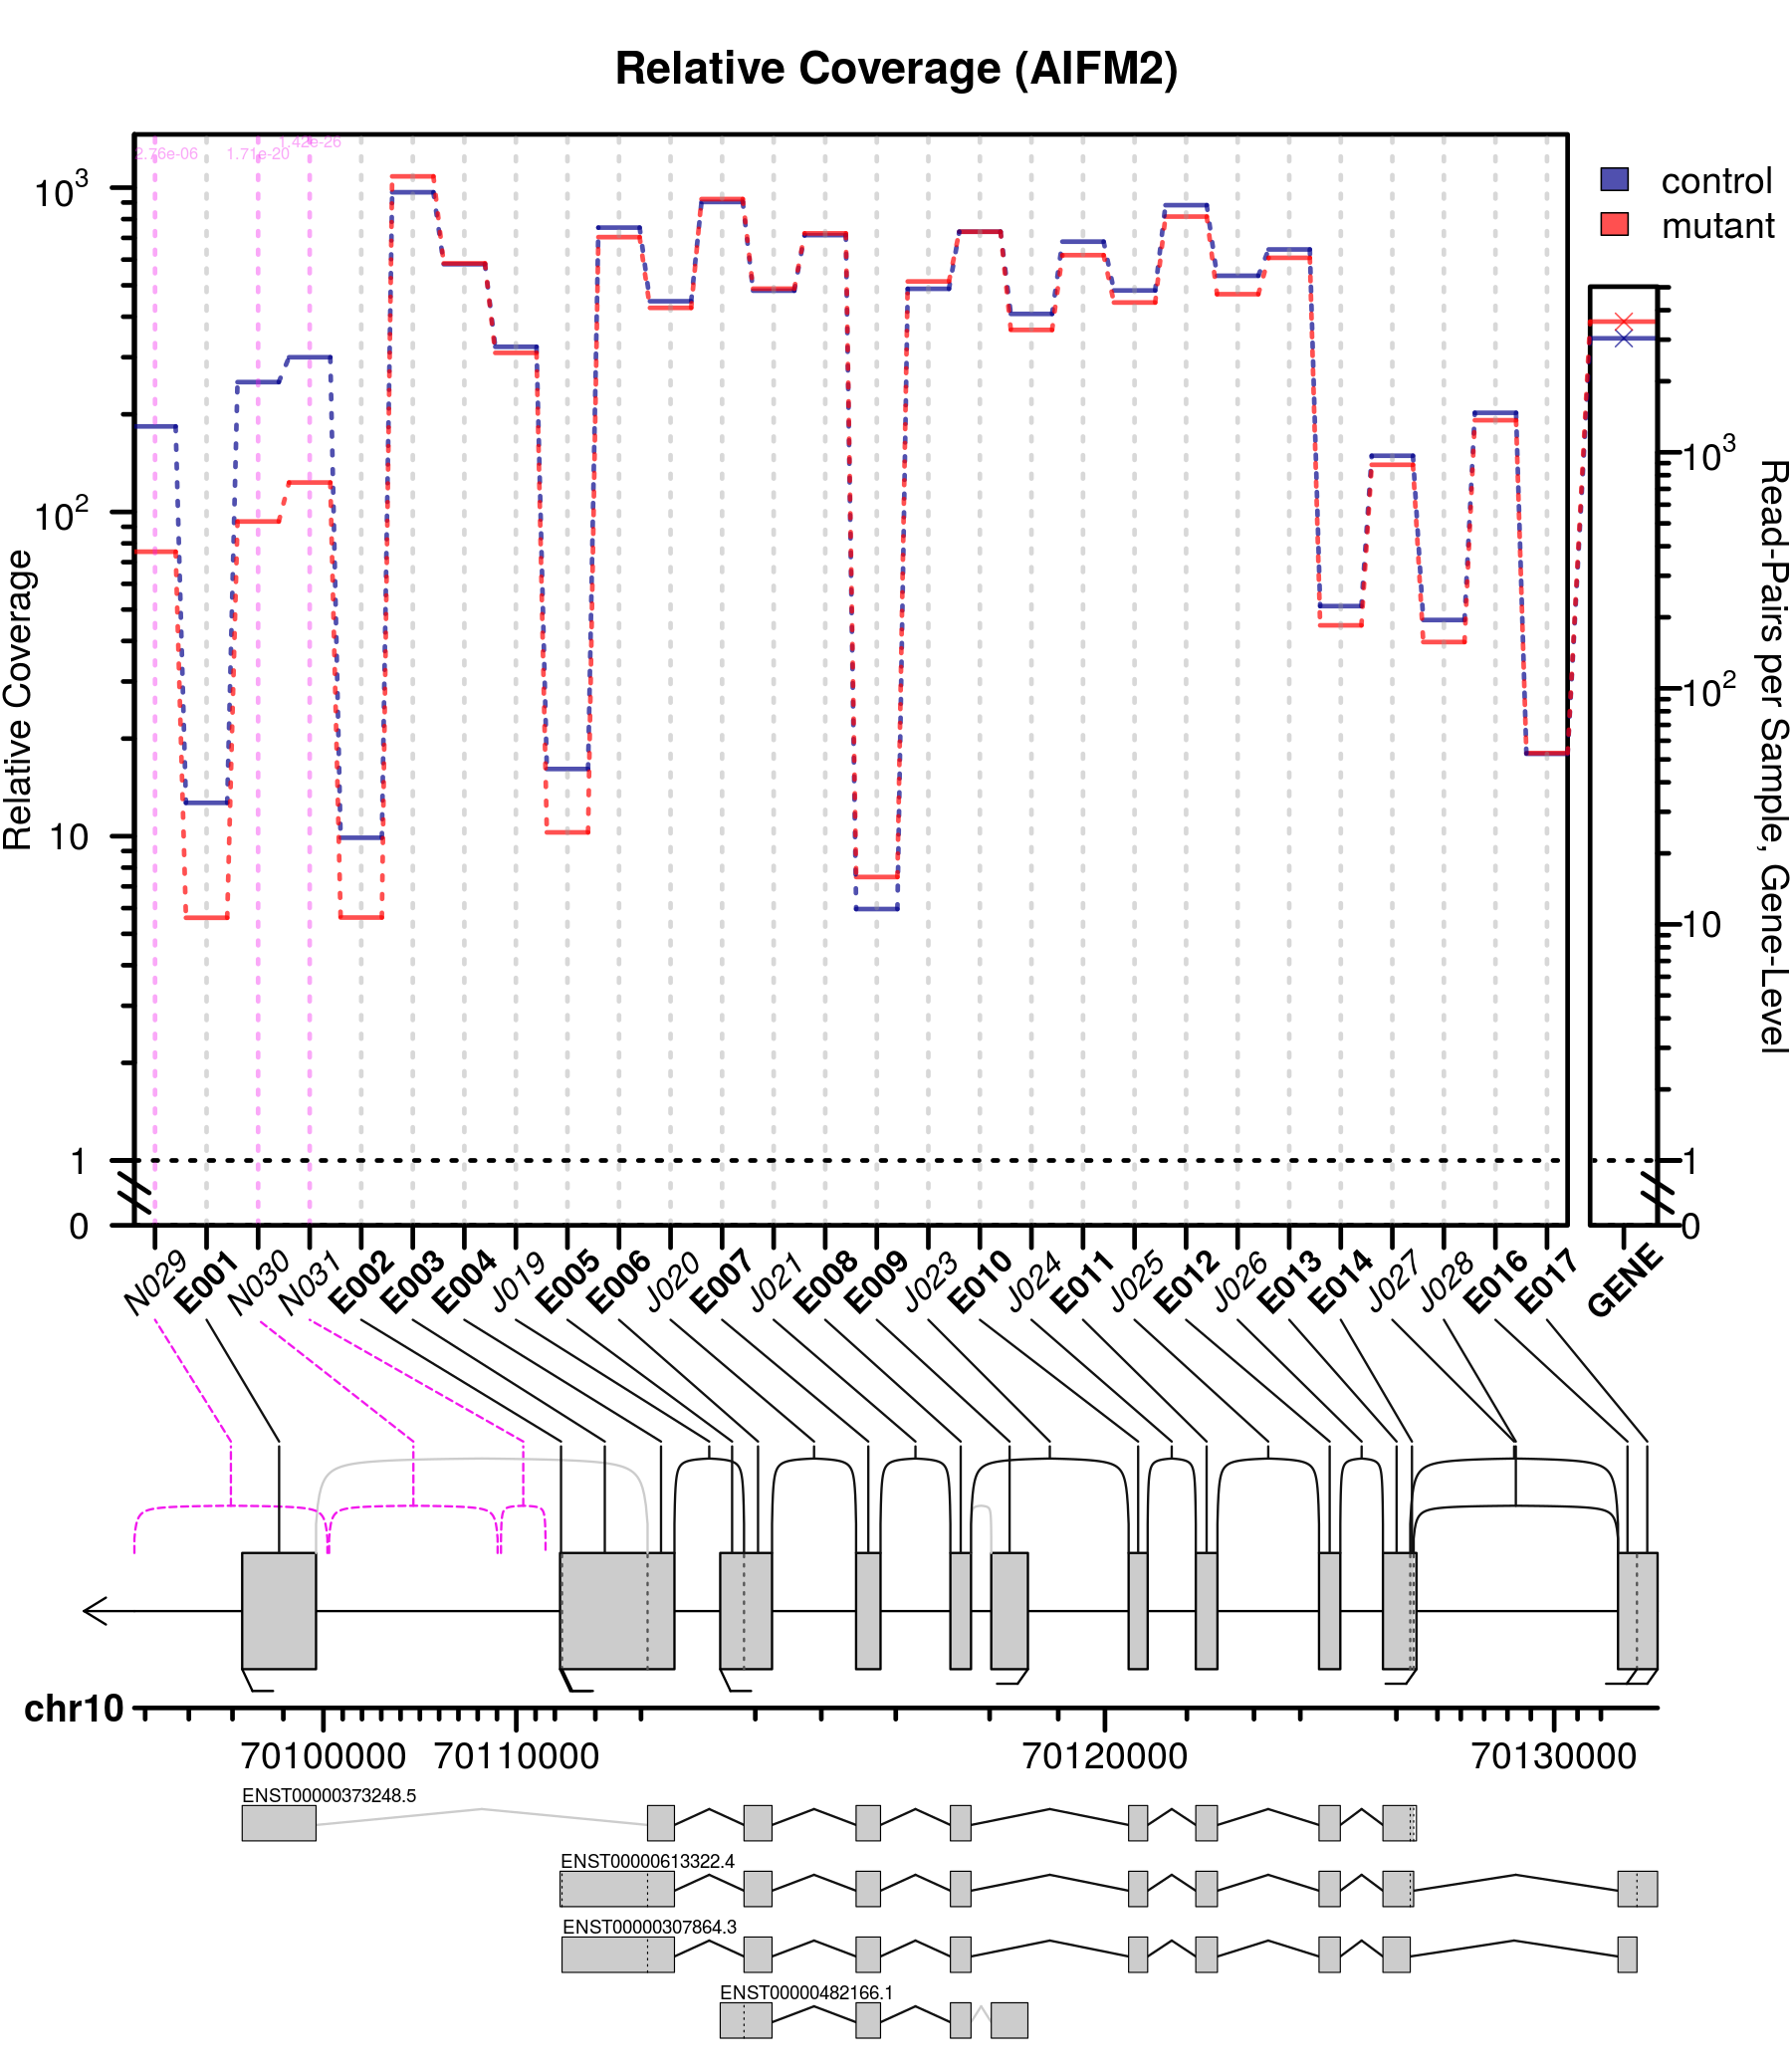 Relative Coverage (AIFM2)
2.76e-06
1.71e-20
1.42e-26
control
mutant
Relative Coverage
10³
10²
10
1
0
10³
10²
10
1
0
Read-Pairs per Sample, Gene-Level
N029 E001 N030 N031 E002 E003 E004 J019 E005 E006 J020 E007 J021 E008 E009 J023 E010 J024 E011 J025 E012 J026 E013 E014 J027 J028 E016 E017 GENE
chr10
70100000 70110000 70120000 70130000
ENST00000373248.5
ENST00000613322.4
ENST00000307864.3
ENST00000482166.1